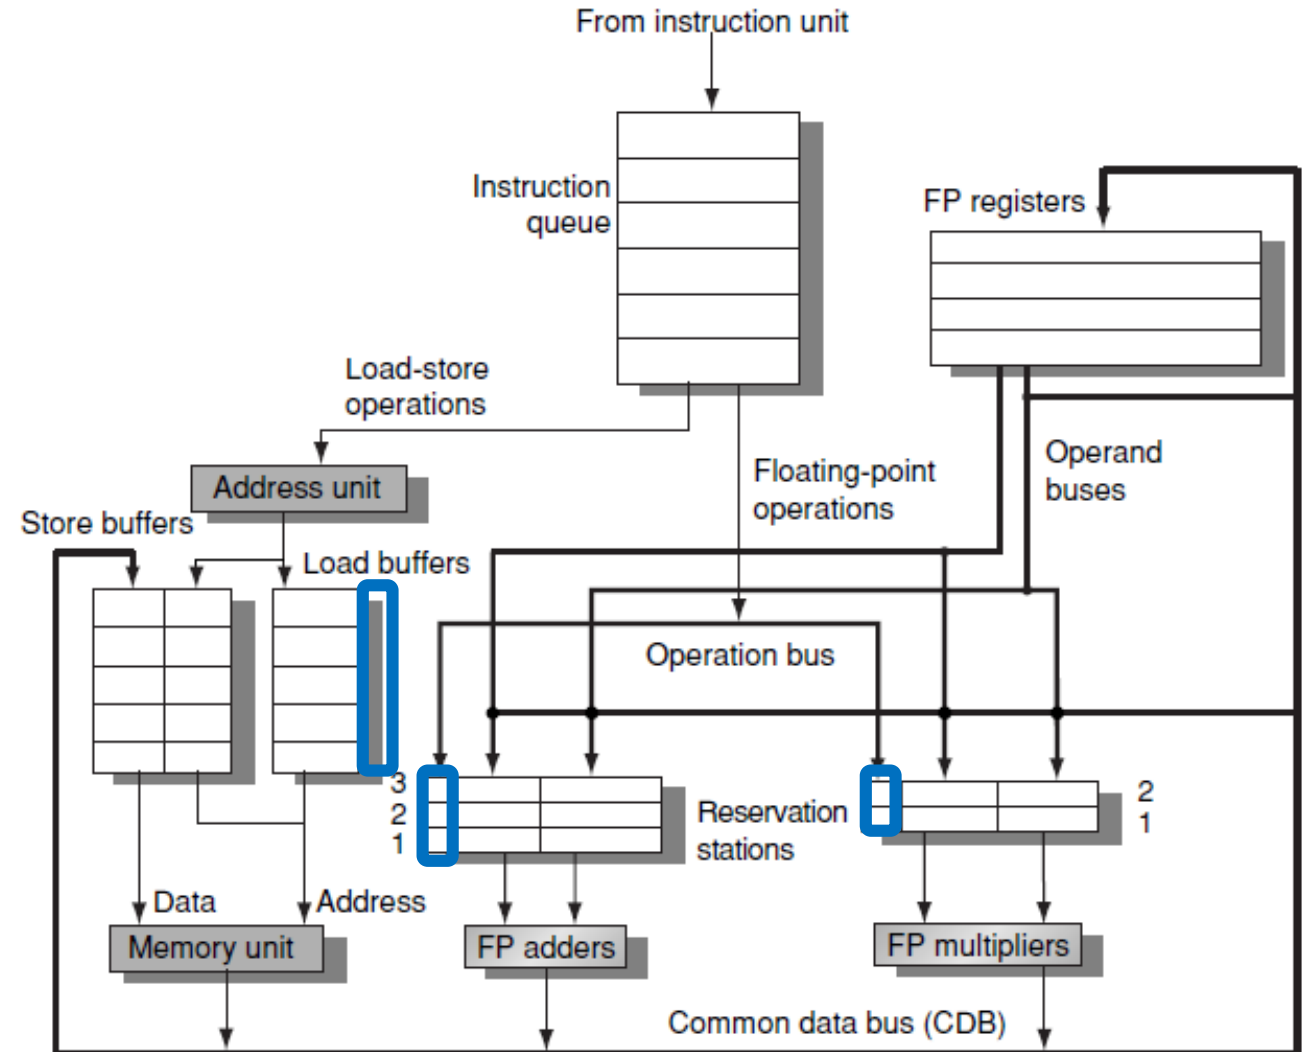 From instruction unit
Instruction
queue
FP registers
Load-store
operations
Floating-point
operations
Operand
buses
Address unit
Store buffers
Load buffers
Operation bus
3
2
1
Reservation
stations
2
1
Data
Address
Memory unit
FP adders
FP multipliers
Common data bus (CDB)